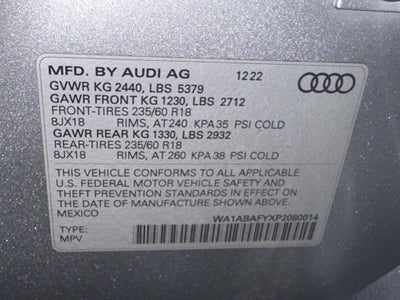 MFD. BY AUDI AG 12 22
GVWR KG 2440, LBS 5379
GAWR FRONT KG 1230, LBS 2712
FRONT-TIRES 235/60 R18
8JX18 RIMS, AT 240 KPA 35 PSI COLD
GAWR REAR KG 1330, LBS 2932
REAR-TIRES 235/60 R18
8JX18 RIMS, AT 260 KPA 38 PSI COLD
THIS VEHICLE CONFORMS TO ALL APPLICABLE
U.S. FEDERAL MOTOR VEHICLE SAFETY AND
THEFT PREVENTION STANDARDS IN EFFECT ON THE
DATE OF MANUFACTURE SHOWN ABOVE.
MEXICO WA1ABAFYXP2080014
TYPE:
MPV